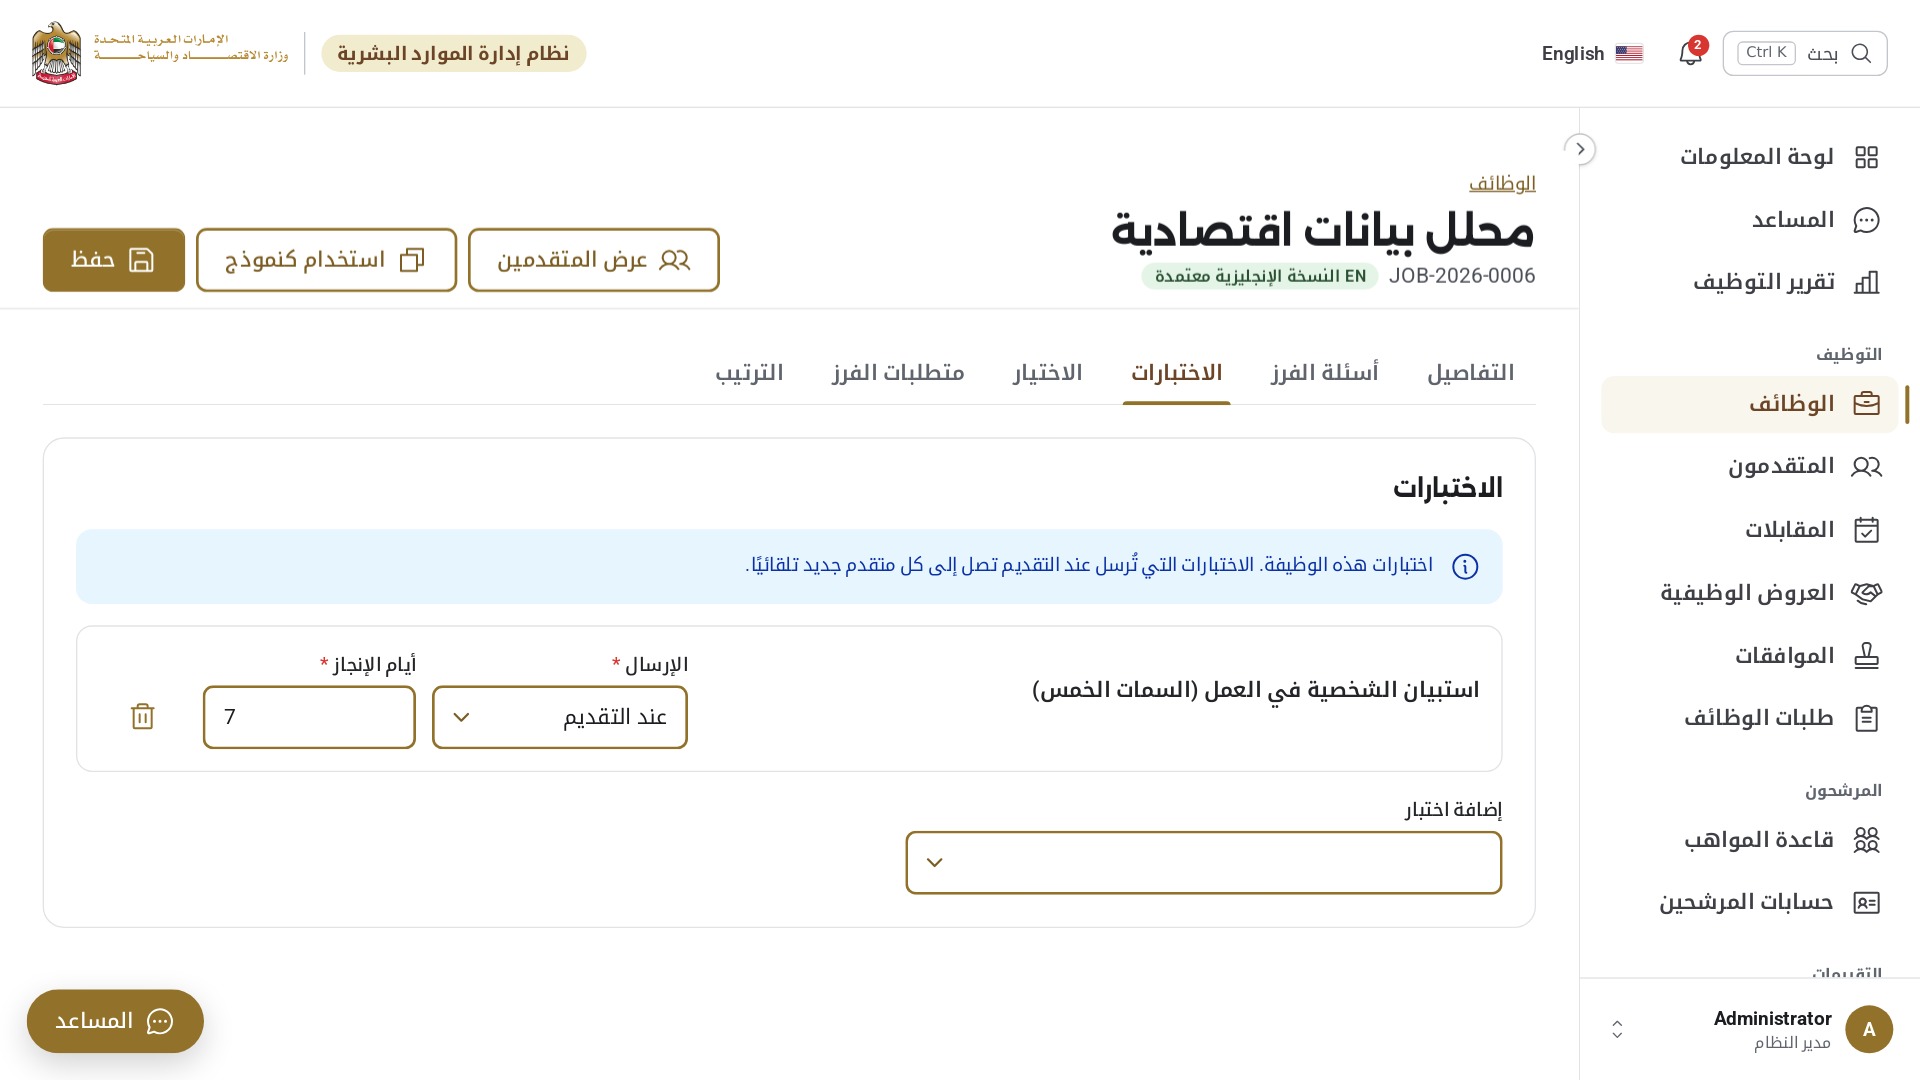 الإمارات العربية المتحدة
وزارة الاقتصاد والسياحة
نظام إدارة الموارد البشرية
English
2
بحث
Ctrl K
لوحة المعلومات
المساعد
تقرير التوظيف
التوظيف
الوظائف
المتقدمون
المقابلات
العروض الوظيفية
الموافقات
طلبات الوظائف
المرشحون
قاعدة المواهب
حسابات المرشحين
التقييمات
Administrator
مدير النظام
A
الوظائف
محلل بيانات اقتصادية
JOB-2026-0006
EN النسخة الإنجليزية معتمدة
عرض المتقدمين
استخدام كنموذج
حفظ
التفاصيل
أسئلة الفرز
الاختبارات
الاختيار
متطلبات الفرز
الترتيب
الاختبارات
اختبارات هذه الوظيفة. الاختبارات التي تُرسل عند التقديم تصل إلى كل متقدم جديد تلقائيًا.
استبيان الشخصية في العمل (السمات الخمس)
الإرسال *
عند التقديم
أيام الإنجاز *
7
إضافة اختبار
المساعد